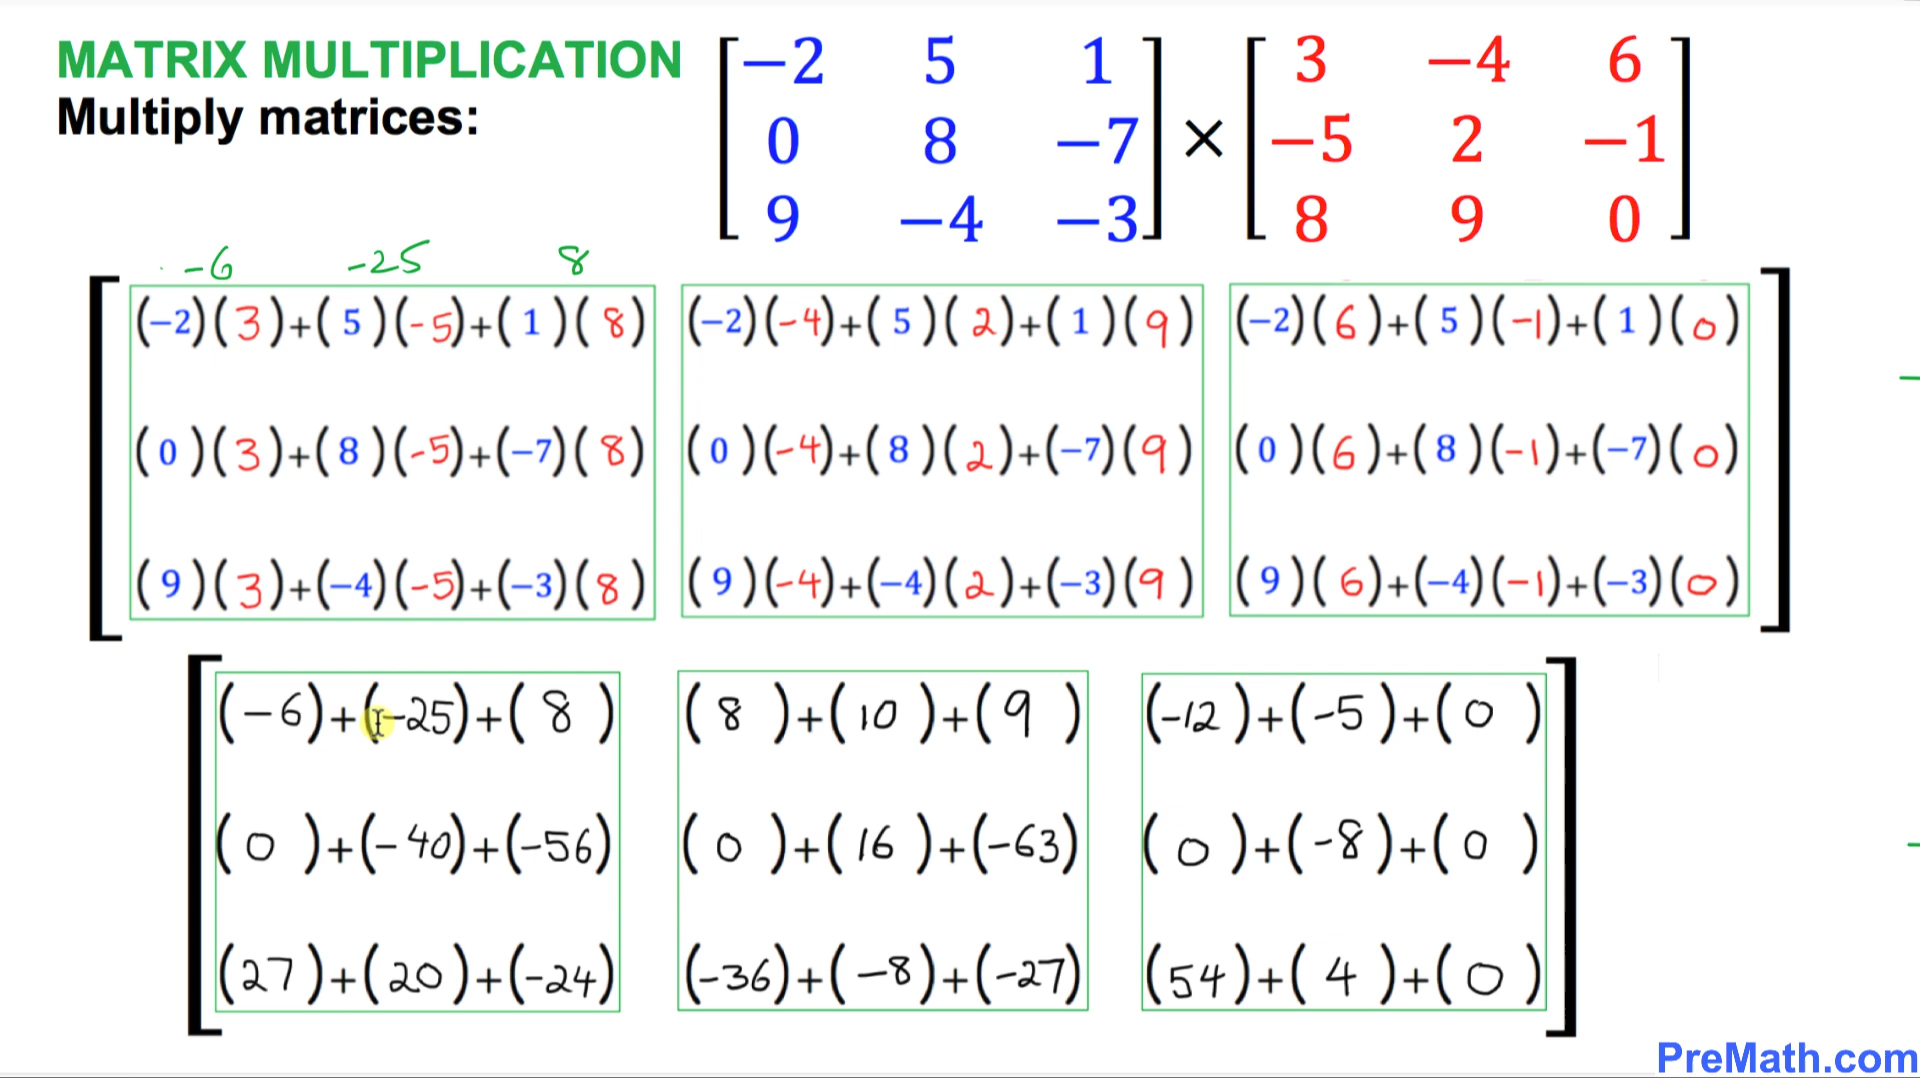 MATRIX MULTIPLICATION
Multiply matrices:
−2 5 1
0 8 −7
9 −4 −3
×
3 −4 6
−5 2 −1
8 9 0
-6 -25 8
(−2)(3)+(5)(-5)+(1)(8) (−2)(-4)+(5)(2)+(1)(9) (−2)(6)+(5)(-1)+(1)(0)
(0)(3)+(8)(-5)+(−7)(8) (0)(-4)+(8)(2)+(−7)(9) (0)(6)+(8)(-1)+(−7)(0)
(9)(3)+(−4)(-5)+(−3)(8) (9)(-4)+(−4)(2)+(−3)(9) (9)(6)+(−4)(-1)+(−3)(0)
(-6)+(-25)+(8) (8)+(10)+(9) (-12)+(-5)+(0)
(0)+(-40)+(-56) (0)+(16)+(-63) (0)+(-8)+(0)
(27)+(20)+(-24) (-36)+(-8)+(-27) (54)+(4)+(0)
PreMath.com